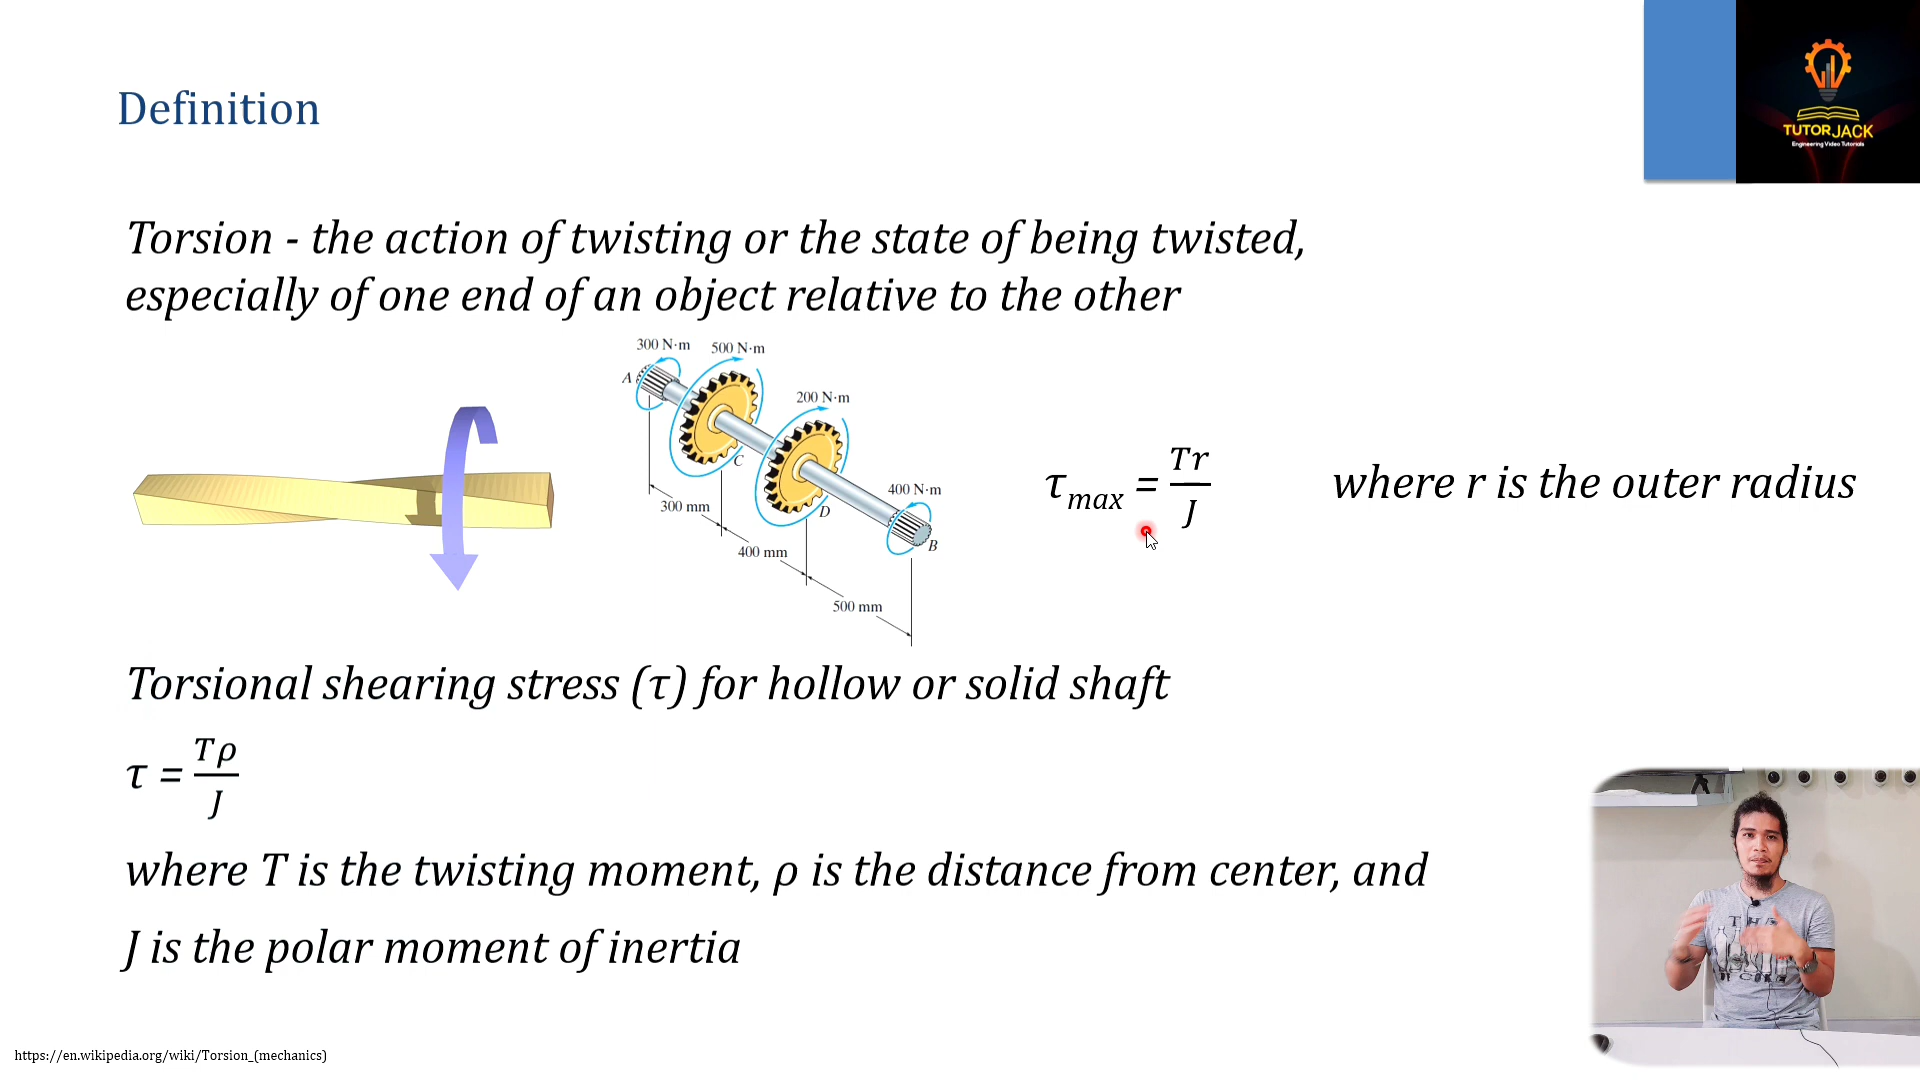 Definition
TUTORJACK
Engineering Video Tutorials
Torsion - the action of twisting or the state of being twisted,
especially of one end of an object relative to the other
300 N·m
500 N·m
A
200 N·m
C
400 N·m
D
B
300 mm
400 mm
500 mm
τmax = Tr/J
where r is the outer radius
Torsional shearing stress (τ) for hollow or solid shaft
τ = Tρ/J
where T is the twisting moment, ρ is the distance from center, and
J is the polar moment of inertia
https://en.wikipedia.org/wiki/Torsion_(mechanics)